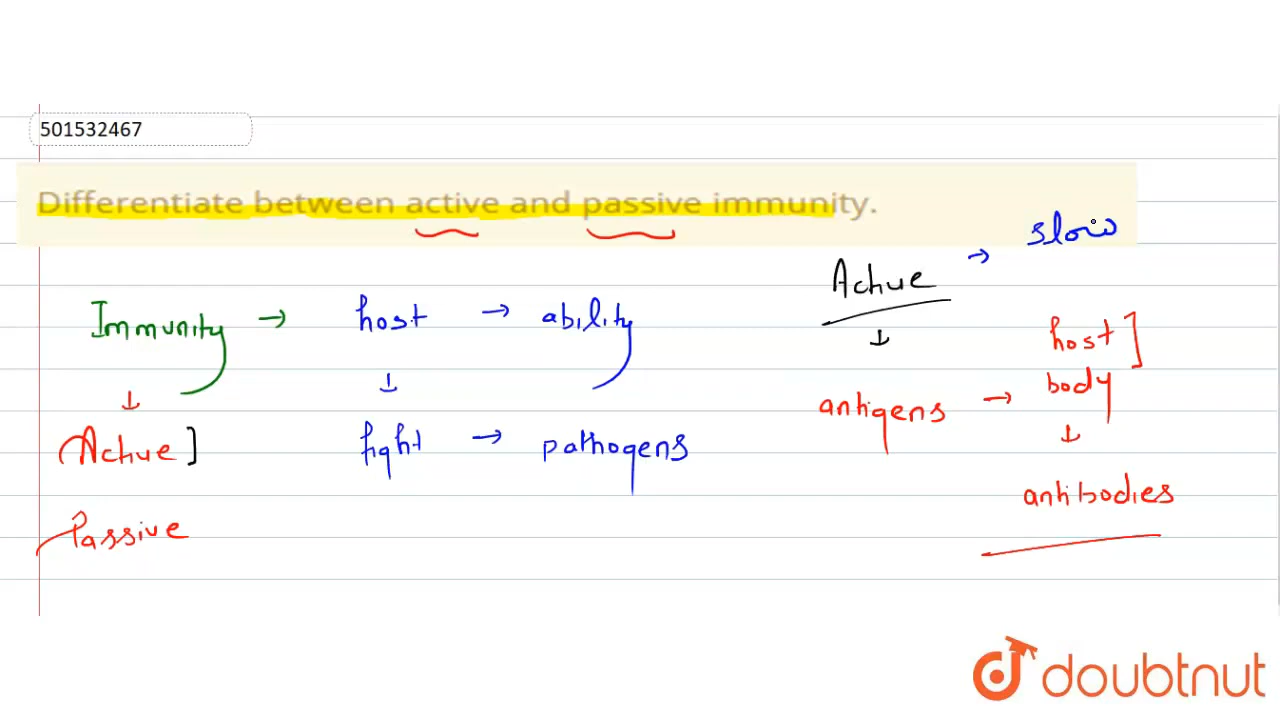 501532467
Differentiate between active and passive immunity.
Immunity → host → ability
↓ ↓
Active] fight → pathogens
Passive
Active → slow
↓
antigens → host]
body
↓
antibodies
doubtnut